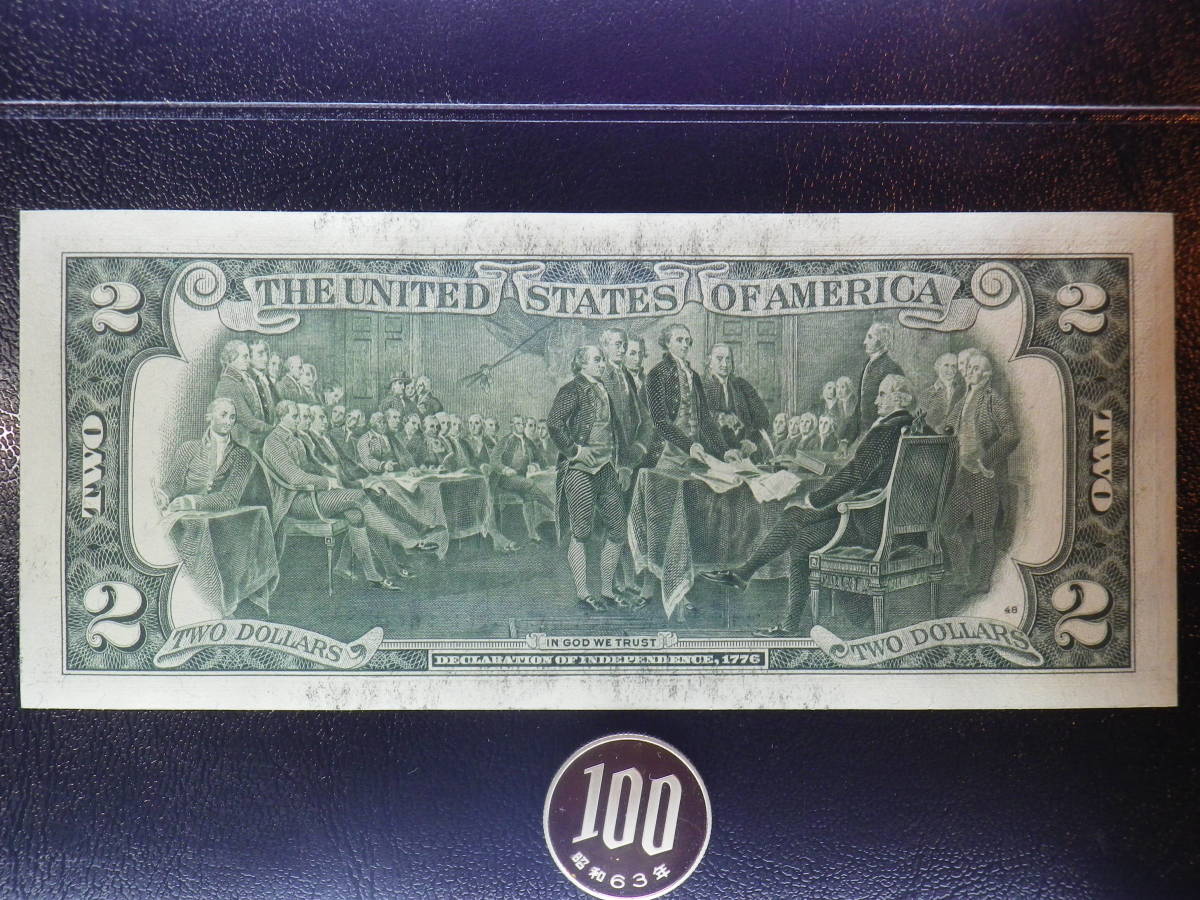 THE UNITED STATES OF AMERICA
2
2
TWO
TWO
2
2
48
TWO DOLLARS
IN GOD WE TRUST
TWO DOLLARS
DECLARATION OF INDEPENDENCE, 1776
100
昭和63年